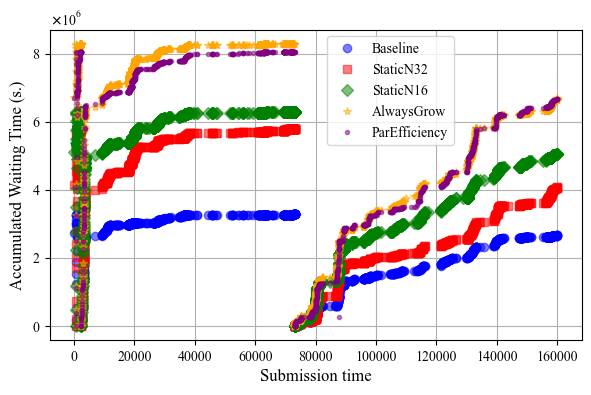 ×10⁶
8
6
4
2
0
Accumulated Waiting Time (s.)
Baseline
StaticN32
StaticN16
AlwaysGrow
ParEfficiency
0 20000 40000 60000 80000 100000 120000 140000 160000
Submission time